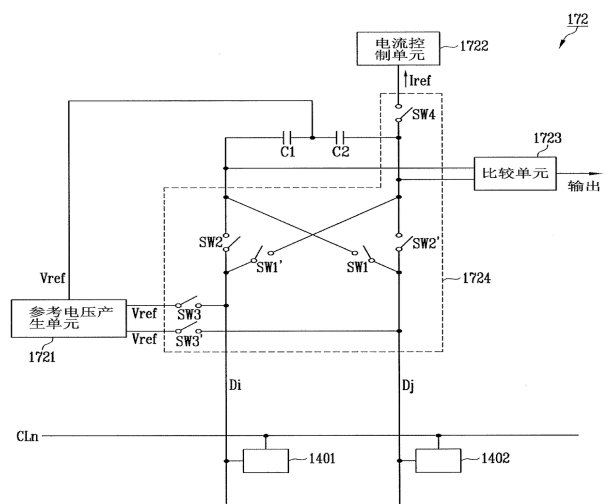 172
电流控
制单元
1722
Iref
SW4
C1
C2
1723
比较单元
输出
SW2
SW1'
SW1
SW2'
1724
Vref
参考电压产
生单元
1721
Vref
SW3
Vref
SW3'
Di
Dj
CLn
1401
1402